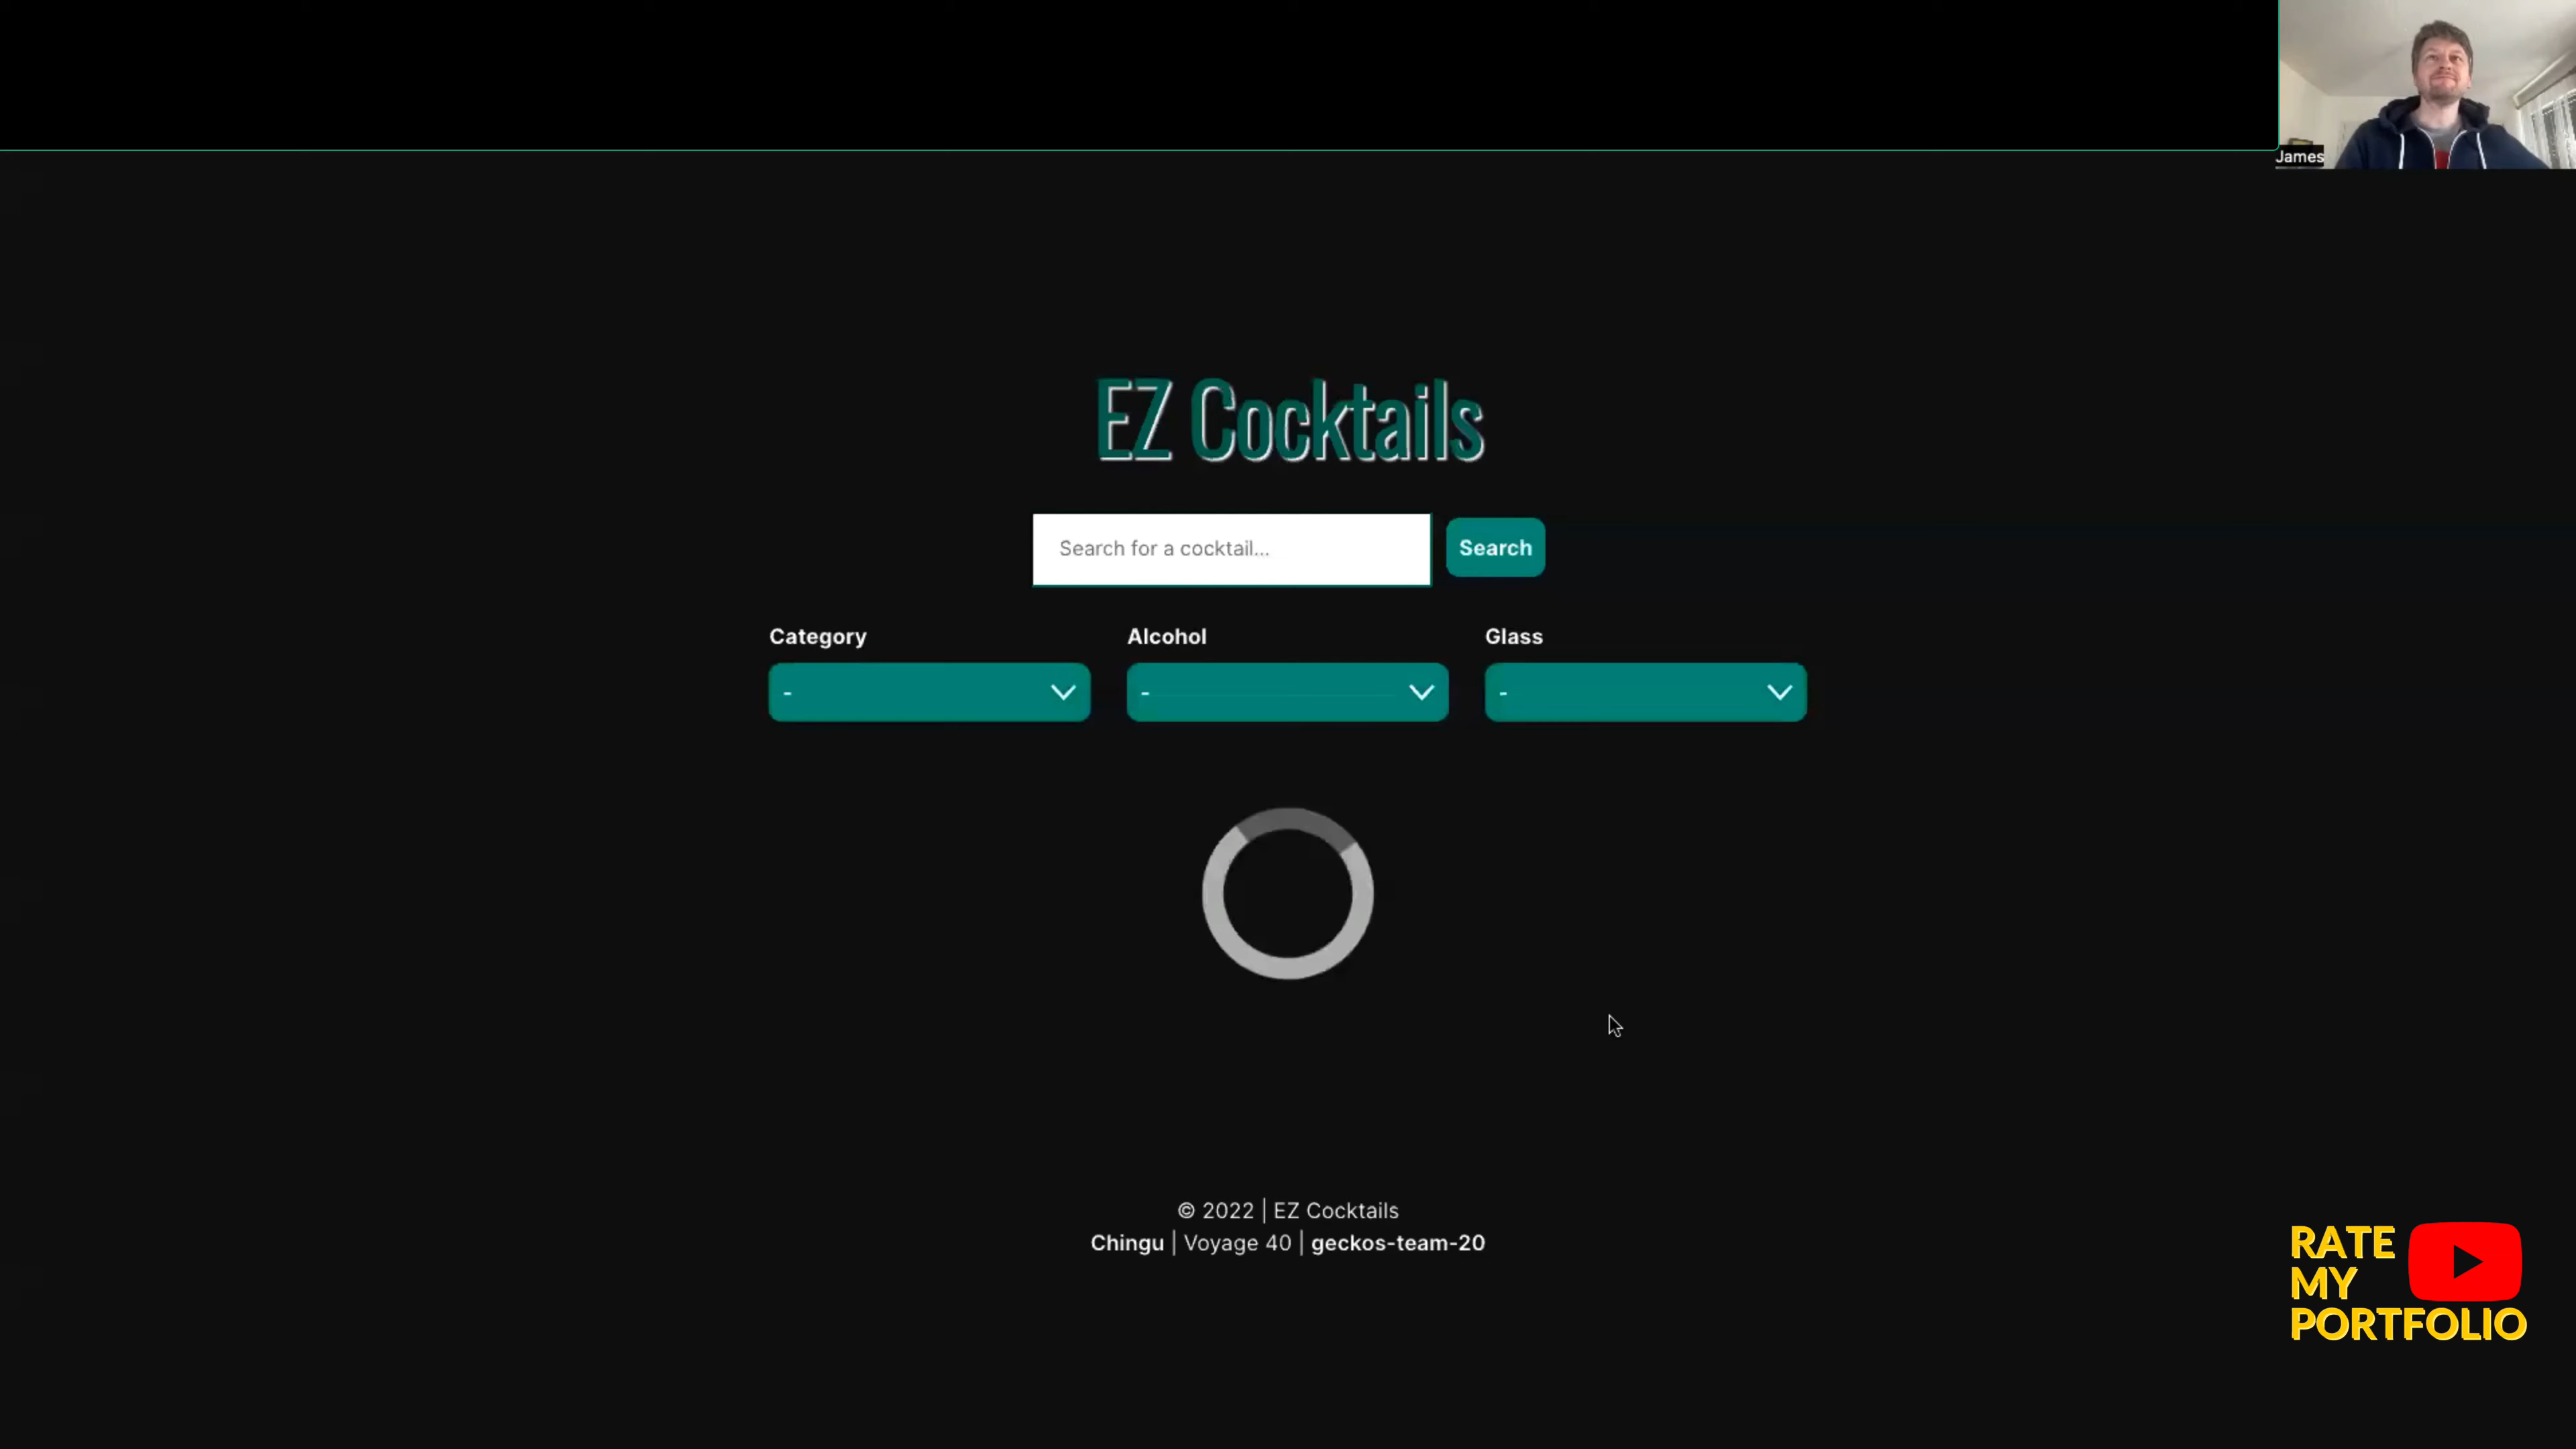 James
EZ Cocktails
Search for a cocktail...
Search
Category
Alcohol
Glass
-
-
-
© 2022 | EZ Cocktails
Chingu | Voyage 40 | geckos-team-20
RATE
MY
PORTFOLIO